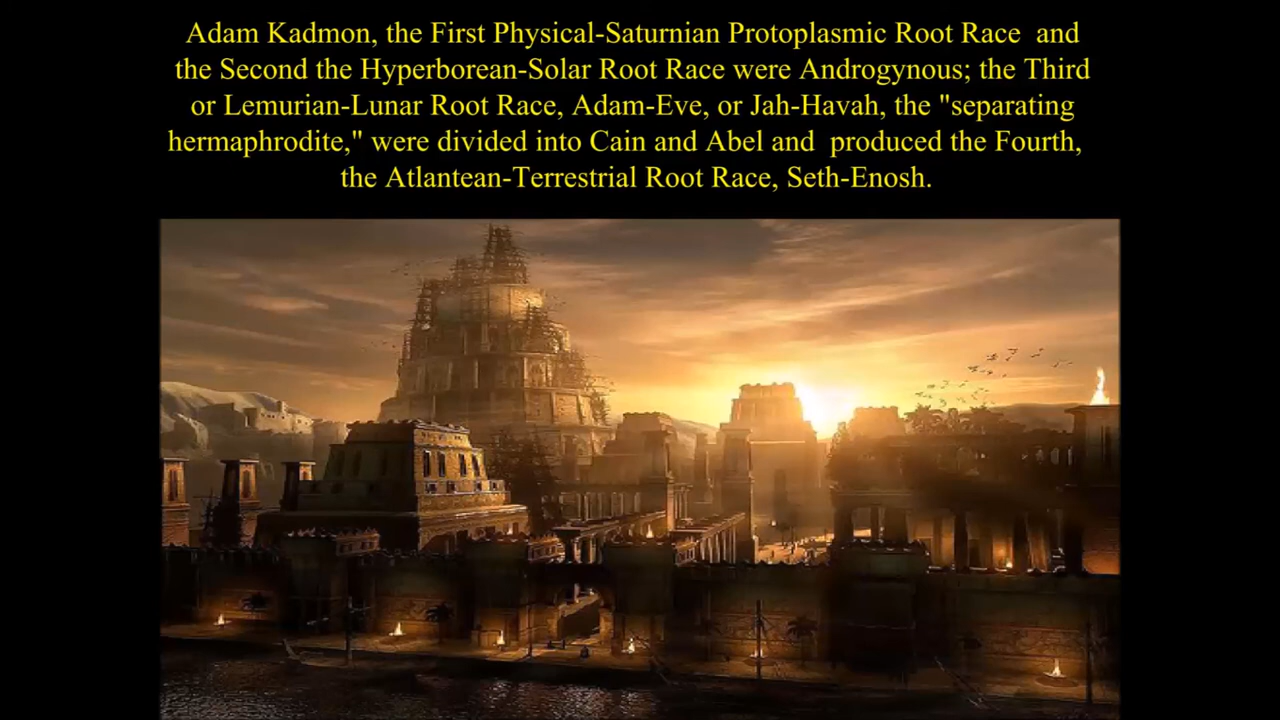 Adam Kadmon, the First Physical-Saturnian Protoplasmic Root Race  and
the Second the Hyperborean-Solar Root Race were Androgynous; the Third
or Lemurian-Lunar Root Race, Adam-Eve, or Jah-Havah, the "separating
hermaphrodite," were divided into Cain and Abel and  produced the Fourth,
the Atlantean-Terrestrial Root Race, Seth-Enosh.